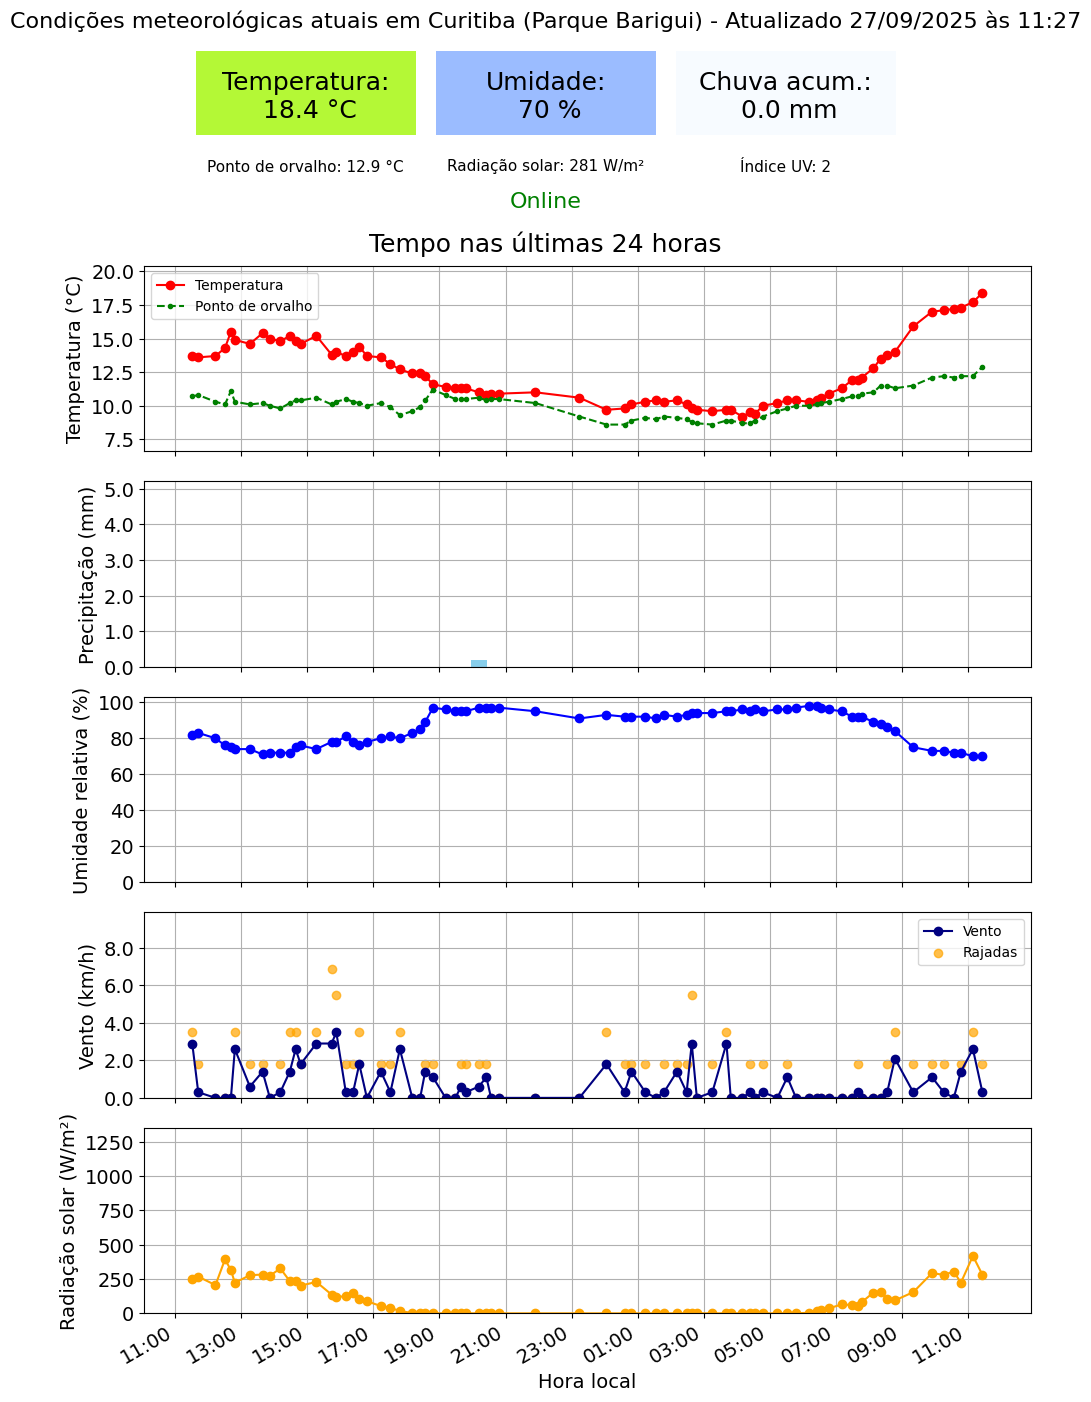 Condições meteorológicas atuais em Curitiba (Parque Barigui) - Atualizado 27/09/2025 às 11:27
Temperatura:
18.4 °C
Umidade:
70 %
Chuva acum.:
0.0 mm
Ponto de orvalho: 12.9 °C
Radiação solar: 281 W/m²
Índice UV: 2
Online
Tempo nas últimas 24 horas
Temperatura (°C)
20.0
17.5
15.0
12.5
10.0
7.5
Temperatura
Ponto de orvalho
Precipitação (mm)
5.0
4.0
3.0
2.0
1.0
0.0
Umidade relativa (%)
100
80
60
40
20
0
Vento (km/h)
8.0
6.0
4.0
2.0
0.0
Vento
Rajadas
Radiação solar (W/m²)
1250
1000
750
500
250
0
11:00
13:00
15:00
17:00
19:00
21:00
23:00
01:00
03:00
05:00
07:00
09:00
11:00
Hora local